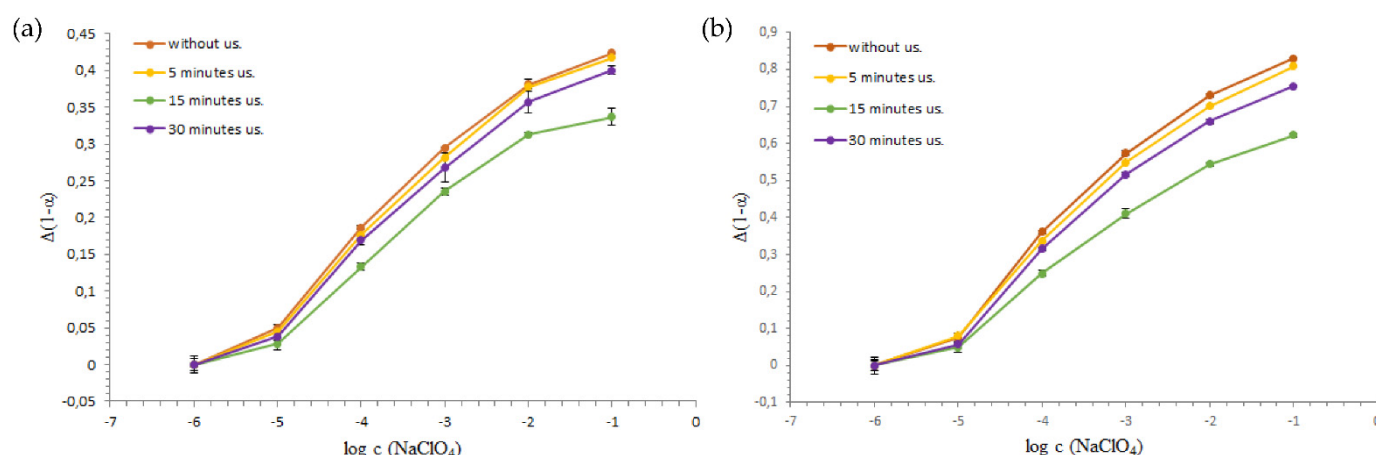 (a)
0,45
0,4
0,35
0,3
0,25
0,2
0,15
0,1
0,05
0
-0,05
Δ(1-α)
without us.
5 minutes us.
15 minutes us.
30 minutes us.
-7 -6 -5 -4 -3 -2 -1 0
log c (NaClO₄)
(b)
0,9
0,8
0,7
0,6
0,5
0,4
0,3
0,2
0,1
0
-0,1
Δ(1-α)
without us.
5 minutes us.
15 minutes us.
30 minutes us.
-7 -6 -5 -4 -3 -2 -1 0
log c (NaClO₄)